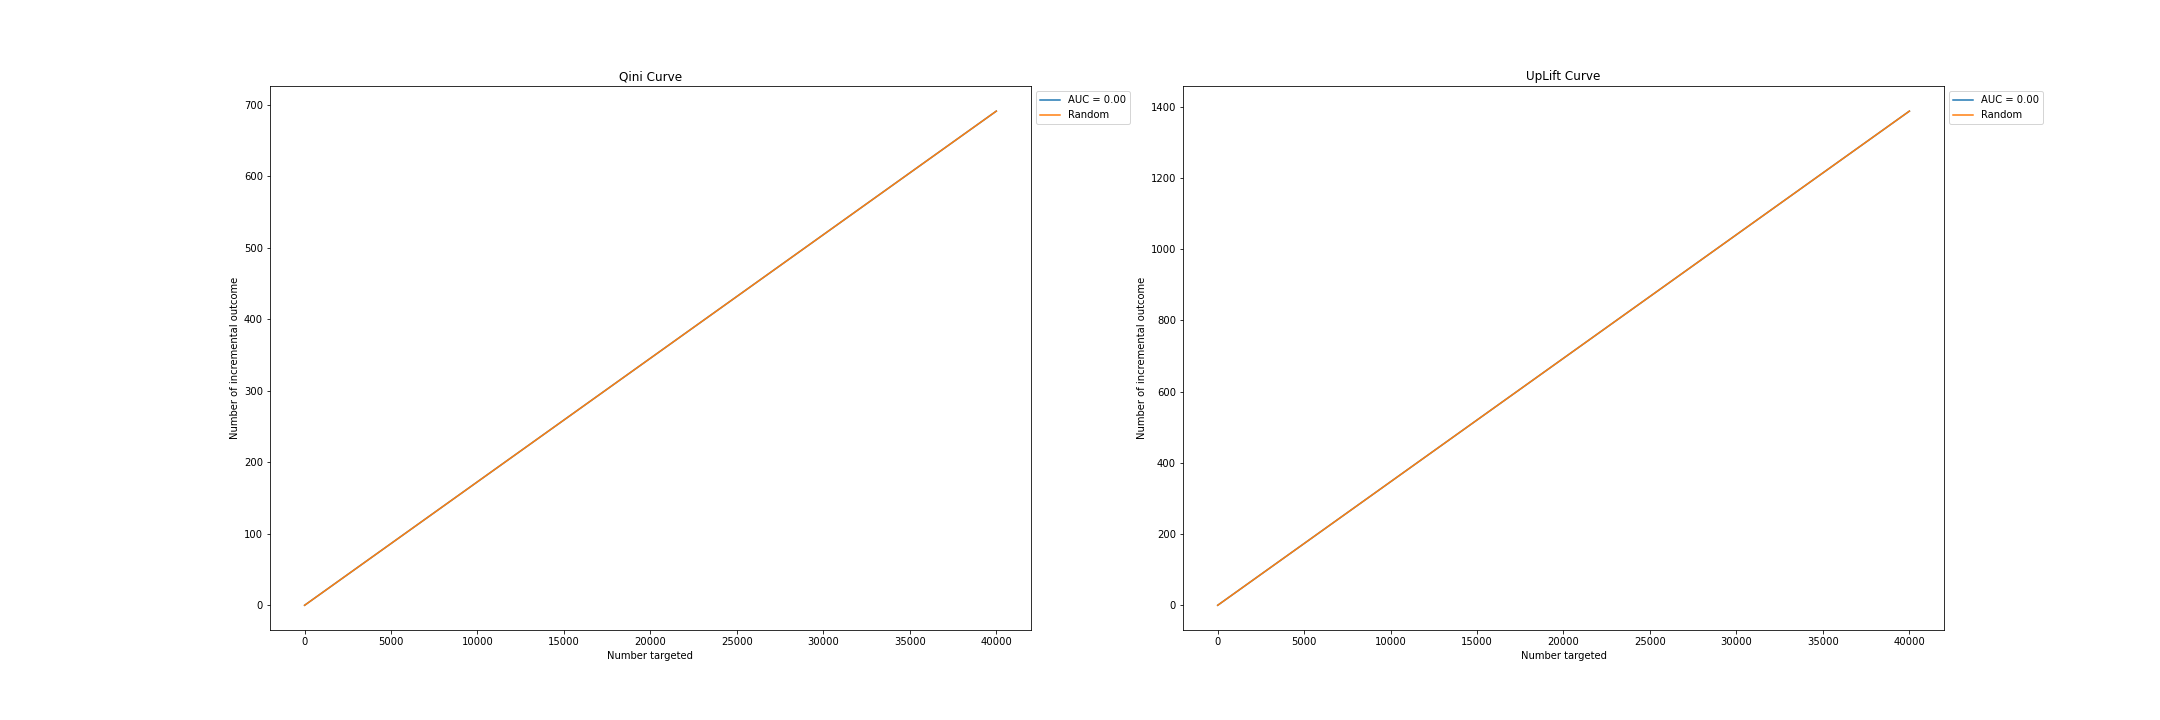 Qini Curve
700
600
500
400
300
200
100
0
Number of incremental outcome
0 5000 10000 15000 20000 25000 30000 35000 40000
Number targeted
AUC = 0.00
Random
UpLift Curve
1400
1200
1000
800
600
400
200
0
Number of incremental outcome
0 5000 10000 15000 20000 25000 30000 35000 40000
Number targeted
AUC = 0.00
Random